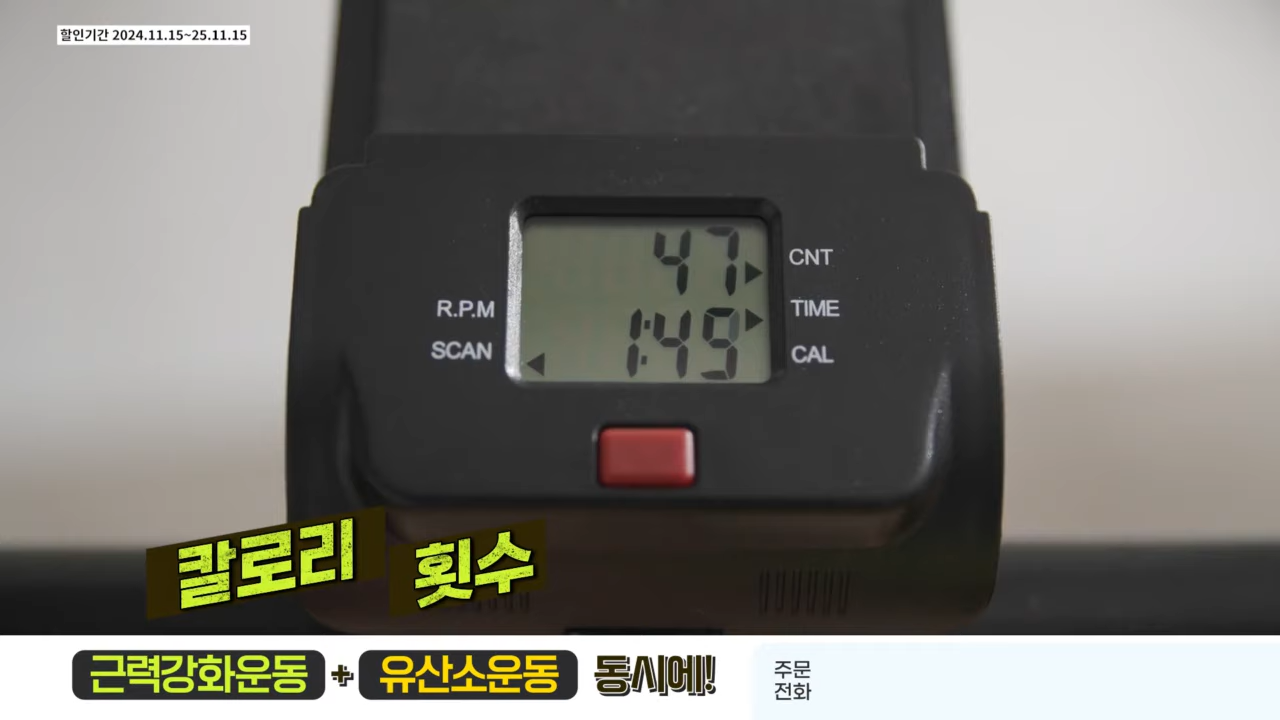 할인기간 2024.11.15~25.11.15
47
CNT
R.P.M
1:49
TIME
SCAN
CAL
칼로리 횟수
근력강화운동 + 유산소운동 동시에!
주문
전화